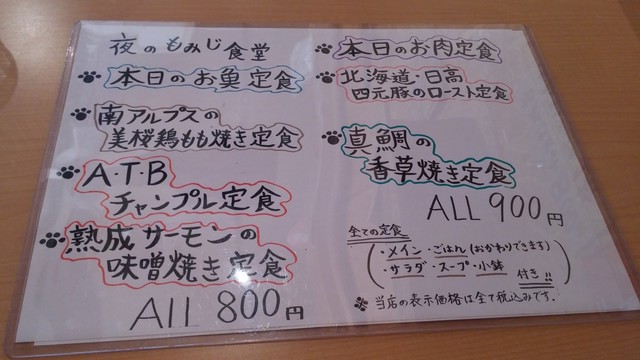 夜のもみじ食堂
本日のお魚定食
南アルプスの
美桜鶏もも焼き定食
A・T・B
チャンプル定食
熟成サーモンの
味噌焼き定食
All 800円
本日のお肉定食
北海道・日高
四元豚のロースト定食
真鯛の
香草焼き定食
ALL 900円
全ての定食
・メイン・ごはん(おかわりできます)
・サラダ・スープ・小鉢
付き!!
※当店の表示価格は全て税込みです。